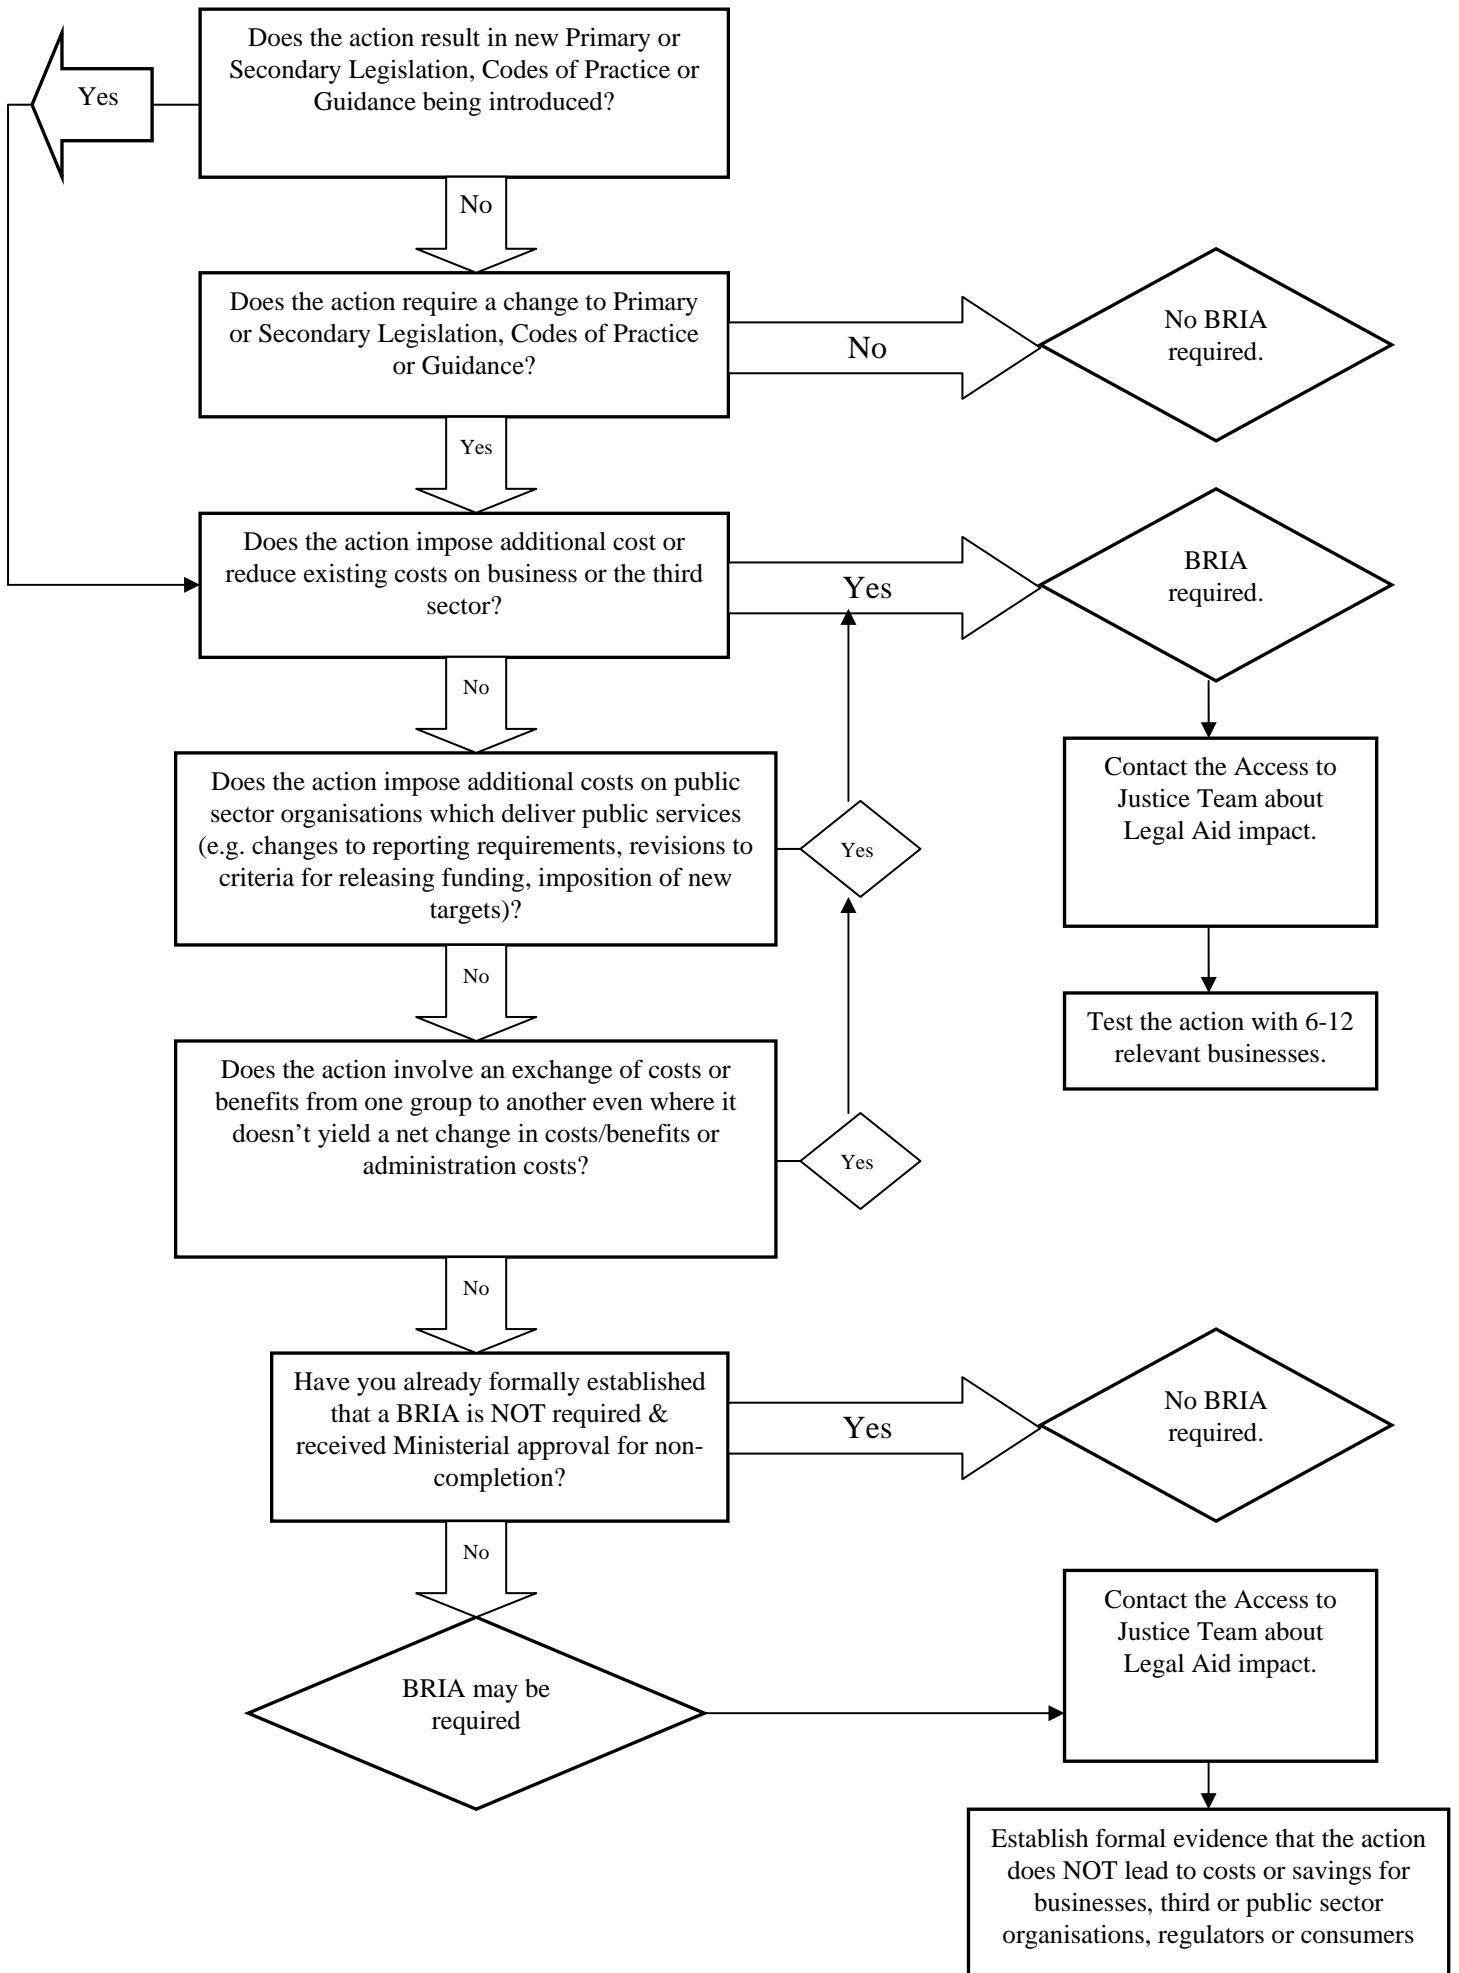 Does the action result in new Primary or
Secondary Legislation, Codes of Practice or
Guidance being introduced?
Yes
No
Does the action require a change to Primary
or Secondary Legislation, Codes of Practice
or Guidance?
No
No BRIA
required.
Yes
Does the action impose additional cost or
reduce existing costs on business or the third
sector?
Yes
BRIA
required.
No
Does the action impose additional costs on public
sector organisations which deliver public services
(e.g. changes to reporting requirements, revisions to
criteria for releasing funding, imposition of new
targets)?
Yes
Contact the Access to
Justice Team about
Legal Aid impact.
No
Test the action with 6-12
relevant businesses.
Does the action involve an exchange of costs or
benefits from one group to another even where it
doesn’t yield a net change in costs/benefits or
administration costs?
Yes
No
Have you already formally established
that a BRIA is NOT required &
received Ministerial approval for non-
completion?
Yes
No BRIA
required.
No
BRIA may be
required
Contact the Access to
Justice Team about
Legal Aid impact.
Establish formal evidence that the action
does NOT lead to costs or savings for
businesses, third or public sector
organisations, regulators or consumers